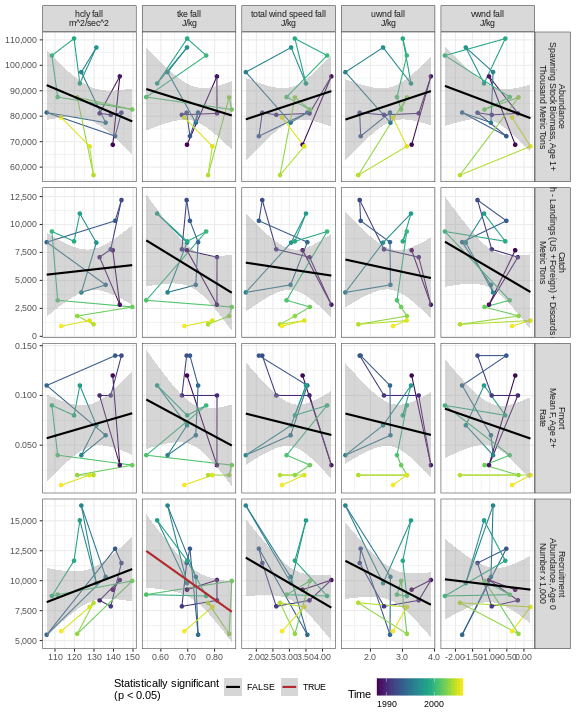 hcly fall
m^2/sec^2
tke fall
J/kg
total wind speed fall
J/kg
uwnd fall
J/kg
vwnd fall
J/kg
110,000
100,000
90,000
80,000
70,000
60,000
Abundance
Spawning Stock Biomass, Age 1+
Thousand Metric Tons
12,500
10,000
7,500
5,000
2,500
0
Catch
h - Landings (US +Foreign) + Discards
Metric Tons
0.150
0.100
0.050
Fmort
Mean F, Age 2+
Rate
15,000
12,500
10,000
7,500
5,000
Recruitment
Abundance, Age 0
Number x 1,000
110 120 130 140 150
0.60 0.70 0.80
2.00 2.50 3.00 3.50 4.00
2.0 3.0 4.0
-2.00 -1.50 -1.00 -0.50 0.00
Statistically significant
(p < 0.05)
FALSE
TRUE
Time
1990 2000